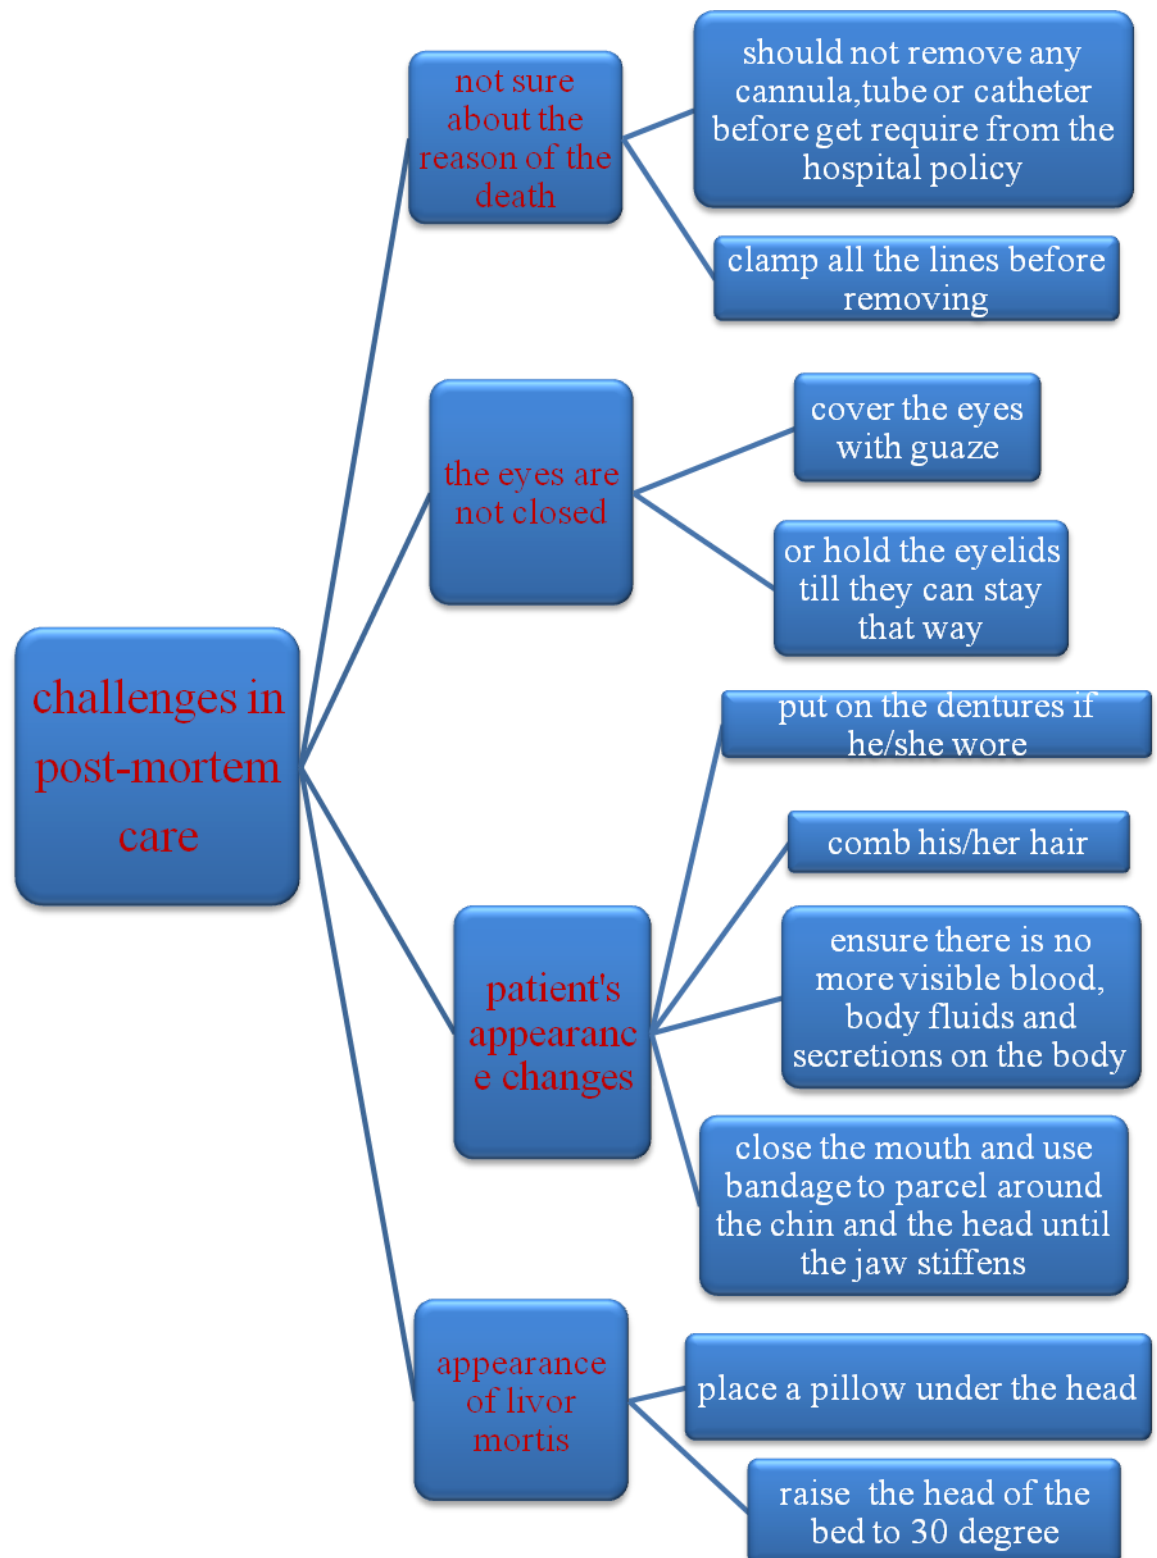 challenges in
post-mortem
care
not sure
about the
reason of the
death
should not remove any
cannula,tube or catheter
before get require from the
hospital policy
clamp all the lines before
removing
the eyes are
not closed
cover the eyes
with guaze
or hold the eyelids
till they can stay
that way
patient's
appearanc
e changes
put on the dentures if
he/she wore
comb his/her hair
ensure there is no
more visible blood,
body fluids and
secretions on the body
close the mouth and use
bandage to parcel around
the chin and the head until
the jaw stiffens
appearance
of livor
mortis
place a pillow under the head
raise  the head of the
bed to 30 degree